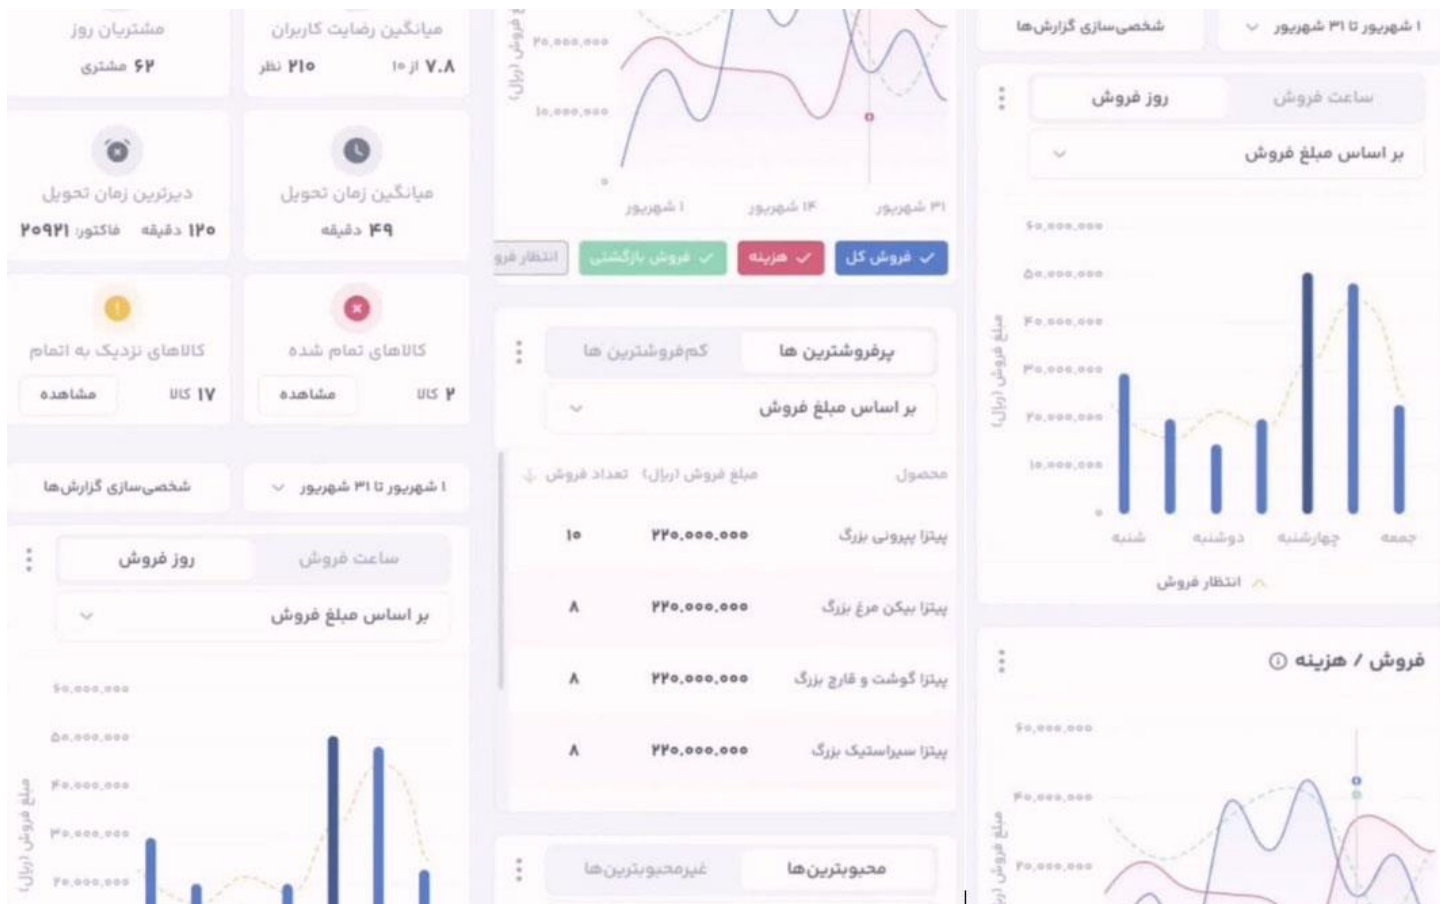 مشتریان روز
۶۲ مشتری
میانگین رضایت کاربران
۷.۸ از ۱۰ ۲۱۰ نظر
دیرترین زمان تحویل
۱۲۰ دقیقه فاکتور: ۲۰۹۲۱
میانگین زمان تحویل
۴۹ دقیقه
کالاهای نزدیک به اتمام
۱۷ کالا مشاهده
کالاهای تمام شده
۲ کالا مشاهده
۱ شهریور تا ۳۱ شهریور
شخصی‌سازی گزارش‌ها
ساعت فروش
روز فروش
بر اساس مبلغ فروش
۶۰,۰۰۰,۰۰۰
۵۰,۰۰۰,۰۰۰
۴۰,۰۰۰,۰۰۰
۳۰,۰۰۰,۰۰۰
۲۰,۰۰۰,۰۰۰
مبلغ فروش (ریال)
فروش (ریال)
۲۰,۰۰۰,۰۰۰
۱۰,۰۰۰,۰۰۰
۰
۱ شهریور
۱۴ شهریور
۳۱ شهریور
فروش کل
هزینه
فروش بازگشتی
انتظار فرو
پرفروشترین ها
کم‌فروشترین ها
بر اساس مبلغ فروش
محصول مبلغ فروش (ریال) تعداد فروش
پیتزا پپرونی بزرگ ۲۲۰,۰۰۰,۰۰۰ ۱۰
پیتزا بیکن مرغ بزرگ ۲۲۰,۰۰۰,۰۰۰ ۸
پیتزا گوشت و قارچ بزرگ ۲۲۰,۰۰۰,۰۰۰ ۸
پیتزا سیراستیک بزرگ ۲۲۰,۰۰۰,۰۰۰ ۸
محبوبترین‌ها
غیرمحبوبترین‌ها
۱ شهریور تا ۳۱ شهریور
شخصی‌سازی گزارش‌ها
ساعت فروش
روز فروش
بر اساس مبلغ فروش
۶۰,۰۰۰,۰۰۰
۵۰,۰۰۰,۰۰۰
۴۰,۰۰۰,۰۰۰
۳۰,۰۰۰,۰۰۰
۲۰,۰۰۰,۰۰۰
۱۰,۰۰۰,۰۰۰
۰
مبلغ فروش (ریال)
شنبه
دوشنبه
چهارشنبه
جمعه
انتظار فروش
فروش / هزینه
۶۰,۰۰۰,۰۰۰
۴۰,۰۰۰,۰۰۰
۲۰,۰۰۰,۰۰۰
مبلغ فروش (ریا